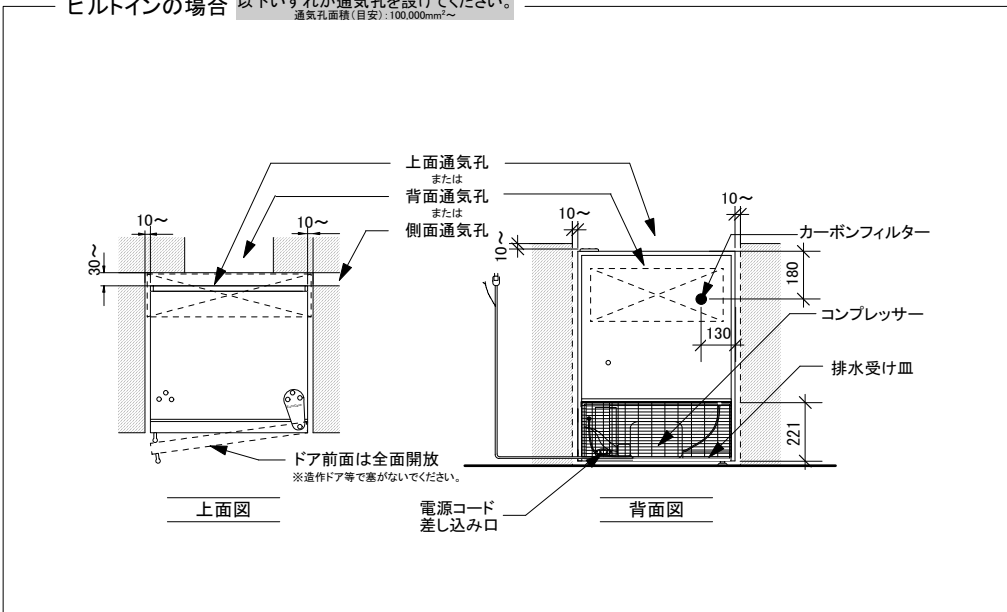 ビルトインの場合
以下いずれか通気孔を設けてください。
通気孔面積(目安):100,000mm²～
上面通気孔
または
背面通気孔
または
側面通気孔
10～
10～
30～
ドア前面は全面開放
※造作ドア等で塞がないでください。
上面図
10～
10～
10～
カーボンフィルター
180
130
コンプレッサー
排水受け皿
221
電源コード
差し込み口
背面図